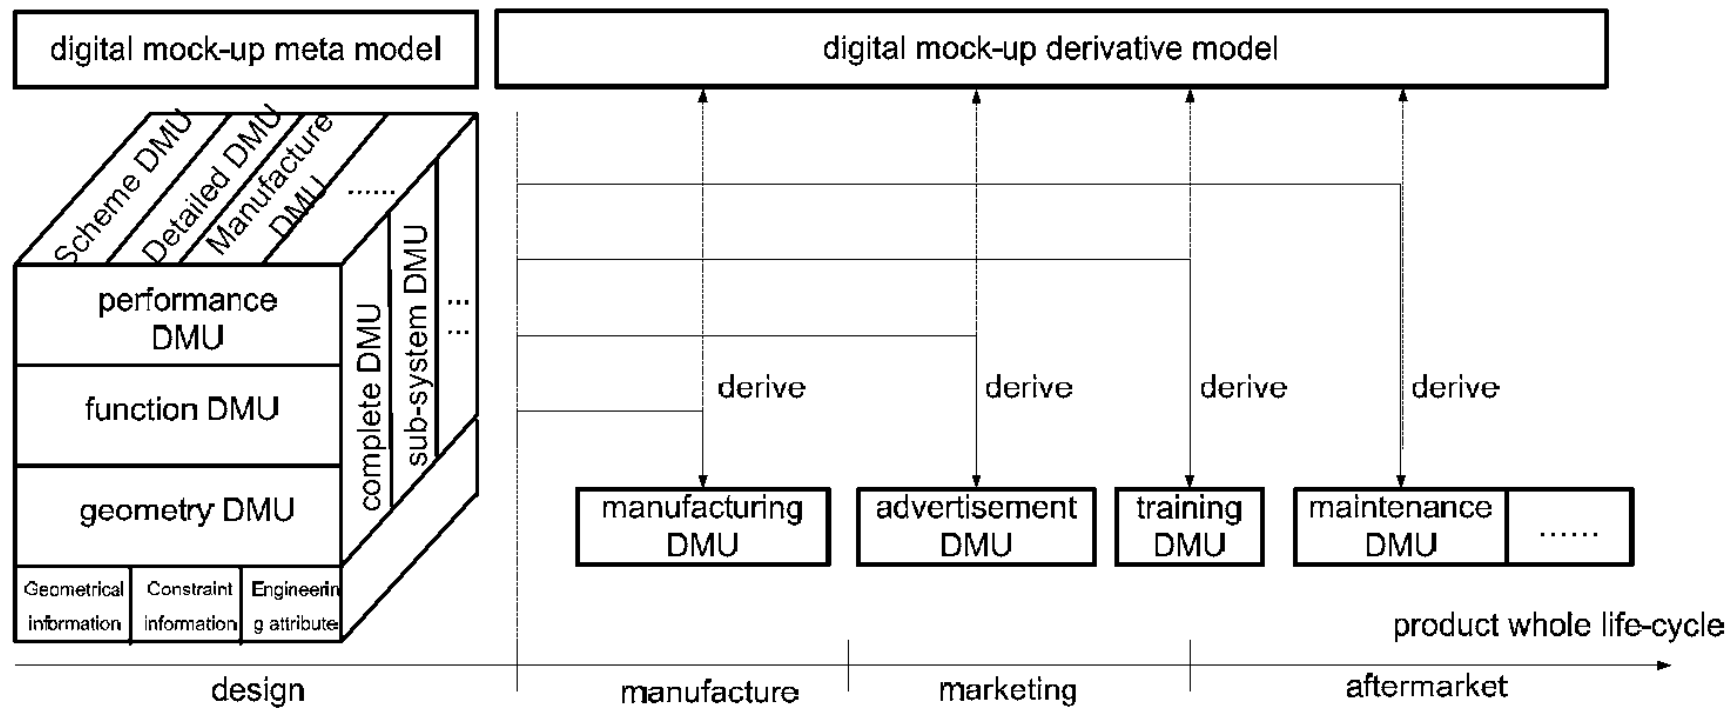 digital mock-up meta model
digital mock-up derivative model
Scheme DMU
Detailed DMU
Manufacture
DMU
......
performance
DMU
function DMU
geometry DMU
complete DMU
sub-system DMU
...
...
Geometrical
information
Constraint
information
Engineerin
g attribute
derive
derive
derive
derive
manufacturing
DMU
advertisement
DMU
training
DMU
maintenance
DMU
......
product whole life-cycle
design
manufacture
marketing
aftermarket